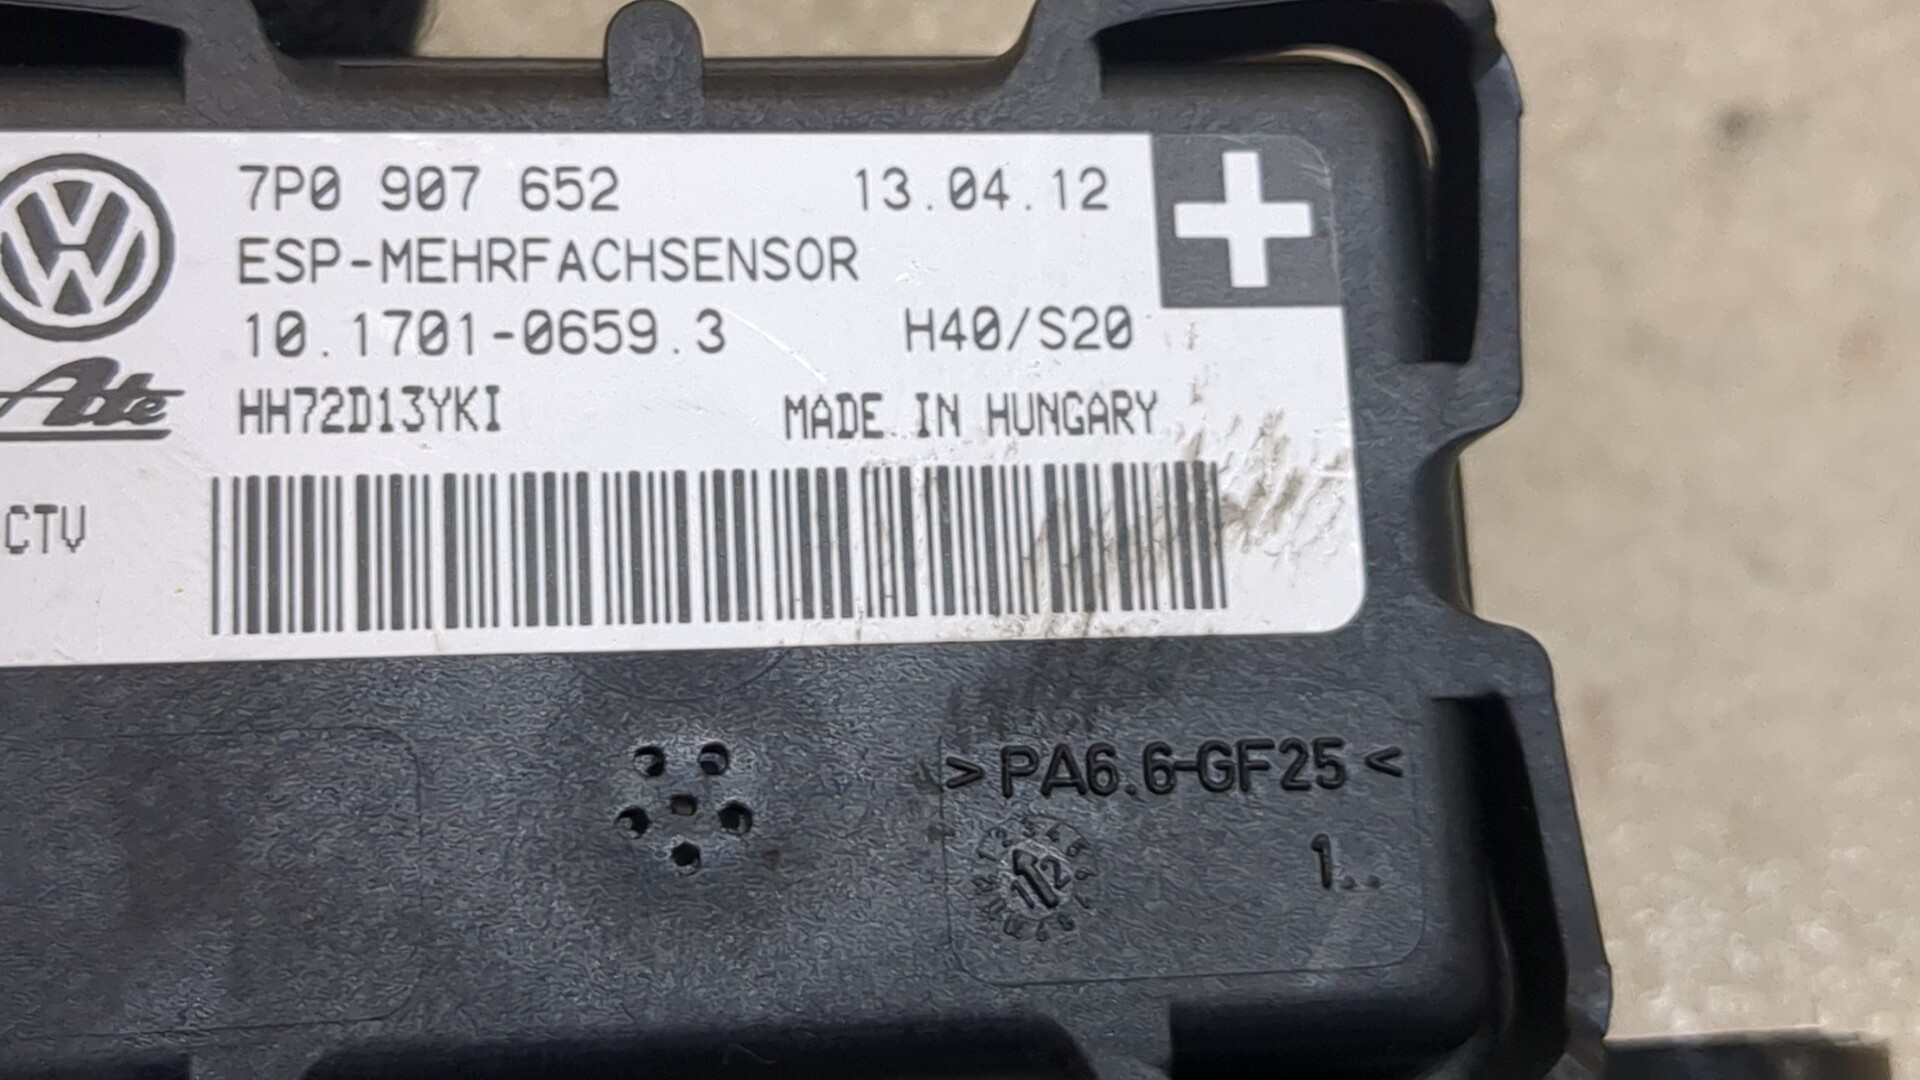 7P0 907 652 13.04.12
ESP-MEHRFACHSENSOR
10.1701-0659.3 H40/S20
Ate
HH72D13YKI MADE IN HUNGARY
CTV
>PA6.6-GF25<
12
1..